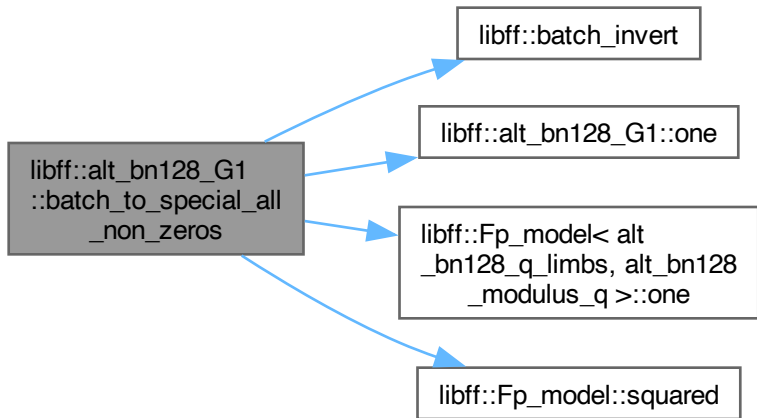 libff::alt_bn128_G1
::batch_to_special_all
_non_zeros
libff::batch_invert
libff::alt_bn128_G1::one
libff::Fp_model< alt
_bn128_q_limbs, alt_bn128
_modulus_q >::one
libff::Fp_model::squared